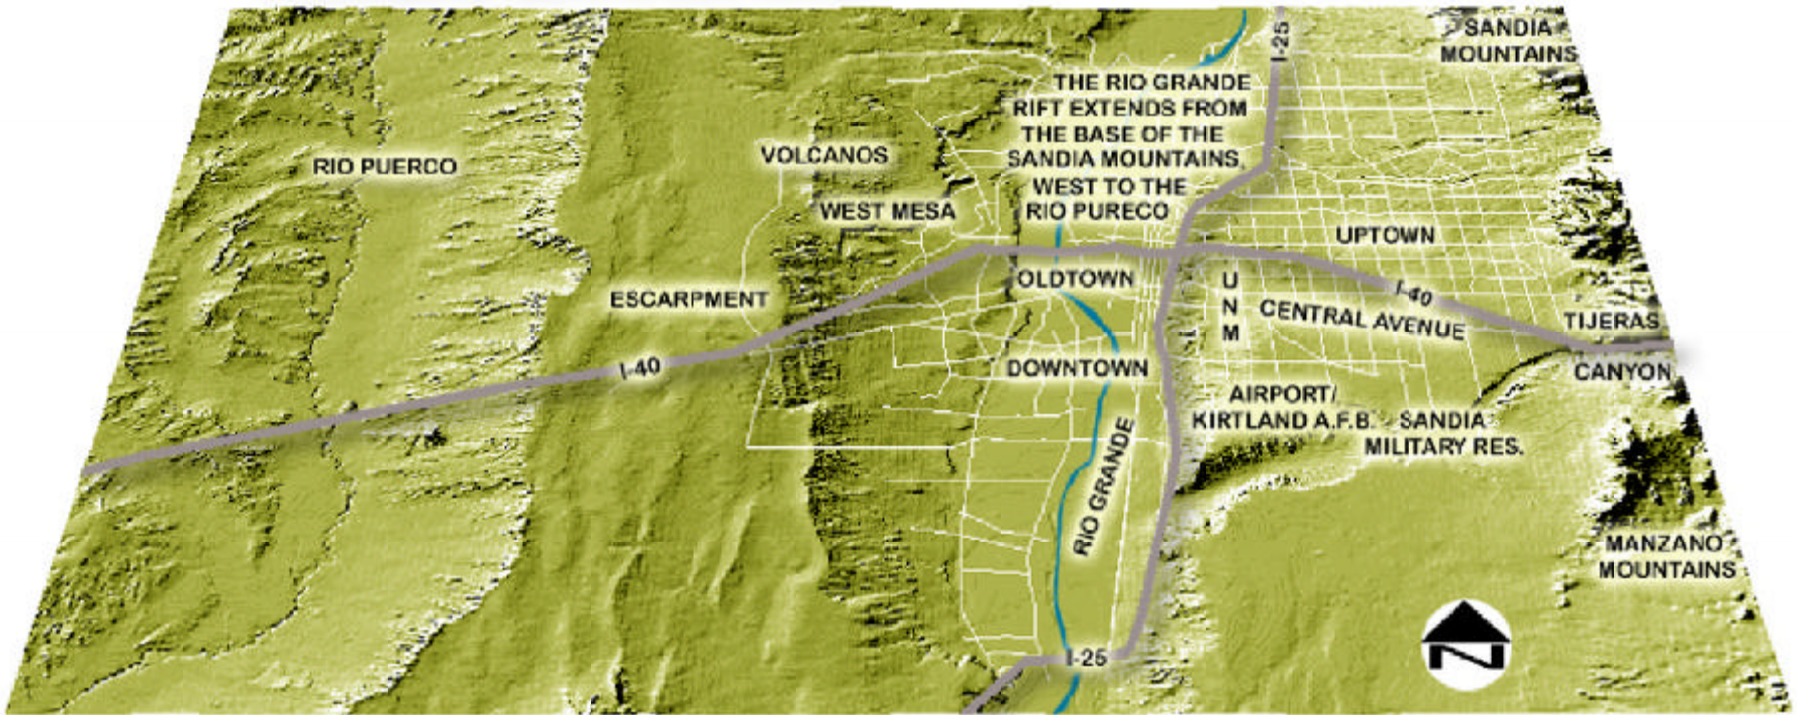 I-25
SANDIA
MOUNTAINS
THE RIO GRANDE
RIFT EXTENDS FROM
THE BASE OF THE
SANDIA MOUNTAINS,
WEST TO THE
RIO PURECO
RIO PUERCO
VOLCANOS
WEST MESA
UPTOWN
OLDTOWN
UNM
ESCARPMENT
I-40
CENTRAL AVENUE
TIJERAS
CANYON
I-40
DOWNTOWN
AIRPORT/
KIRTLAND A.F.B.
SANDIA
MILITARY RES.
RIO GRANDE
MANZANO
MOUNTAINS
I-25
N